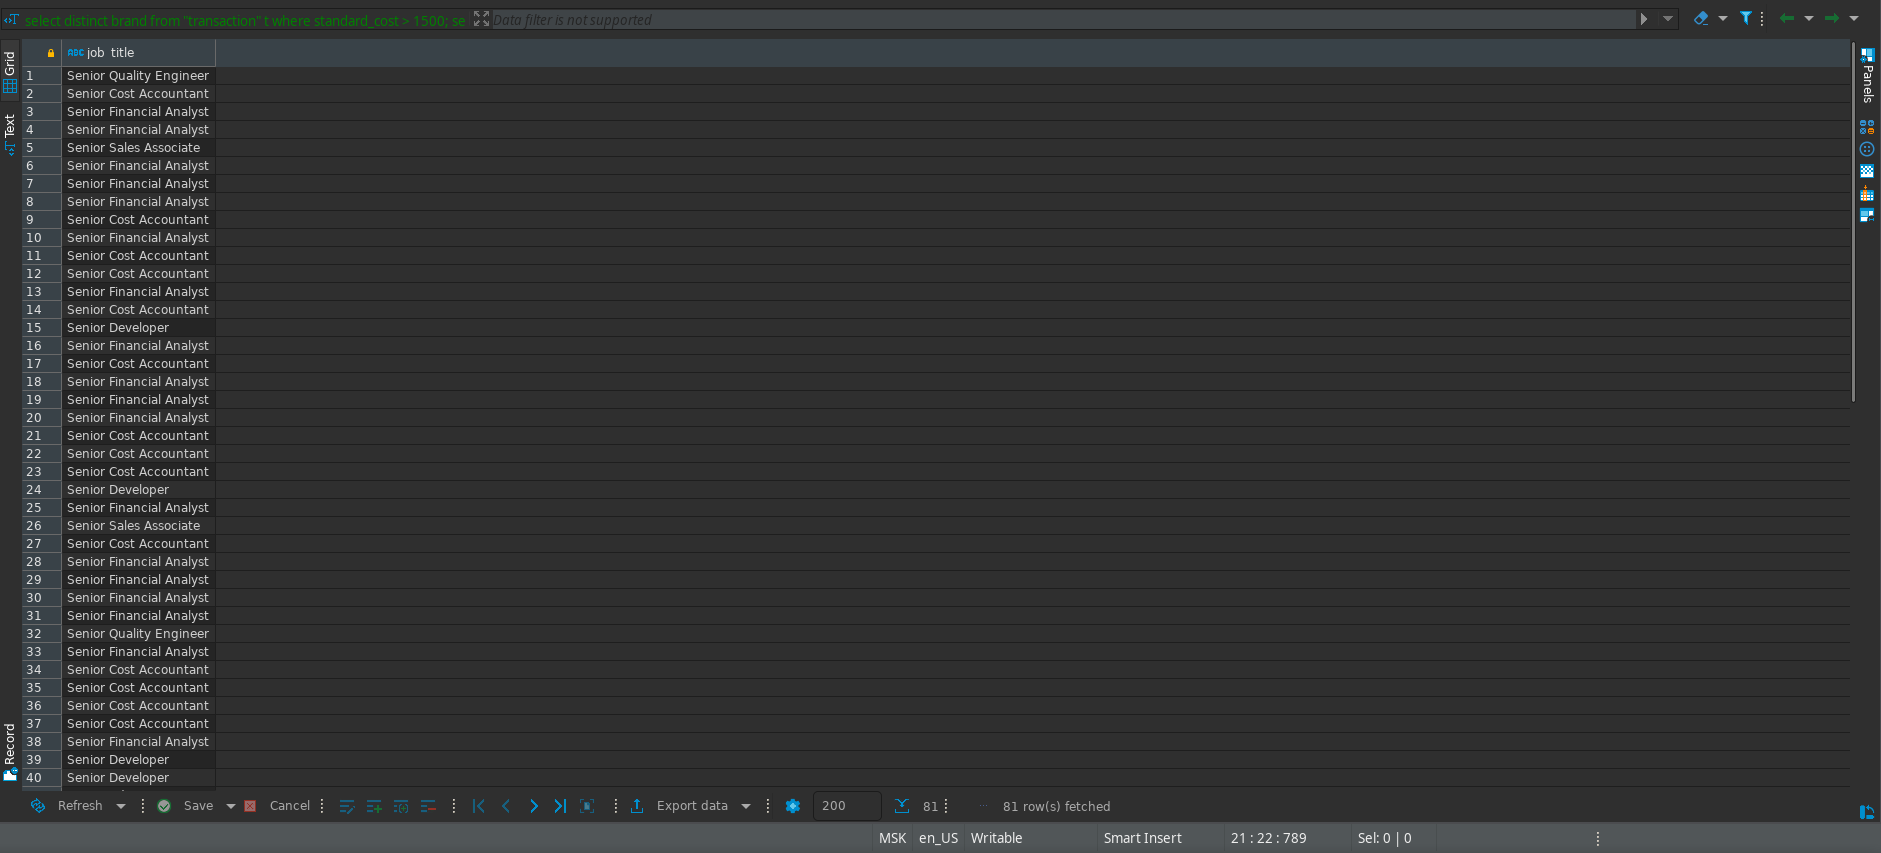 select distinct brand from "transaction" t where standard_cost > 1500; se
Data filter is not supported
Grid
Text
Record
Panels
ABC job_title
1 Senior Quality Engineer
2 Senior Cost Accountant
3 Senior Financial Analyst
4 Senior Financial Analyst
5 Senior Sales Associate
6 Senior Financial Analyst
7 Senior Financial Analyst
8 Senior Financial Analyst
9 Senior Cost Accountant
10 Senior Financial Analyst
11 Senior Cost Accountant
12 Senior Cost Accountant
13 Senior Financial Analyst
14 Senior Cost Accountant
15 Senior Developer
16 Senior Financial Analyst
17 Senior Cost Accountant
18 Senior Financial Analyst
19 Senior Financial Analyst
20 Senior Financial Analyst
21 Senior Cost Accountant
22 Senior Cost Accountant
23 Senior Cost Accountant
24 Senior Developer
25 Senior Financial Analyst
26 Senior Sales Associate
27 Senior Cost Accountant
28 Senior Financial Analyst
29 Senior Financial Analyst
30 Senior Financial Analyst
31 Senior Financial Analyst
32 Senior Quality Engineer
33 Senior Financial Analyst
34 Senior Cost Accountant
35 Senior Cost Accountant
36 Senior Cost Accountant
37 Senior Cost Accountant
38 Senior Financial Analyst
39 Senior Developer
40 Senior Developer
Refresh Save Cancel Export data 200 81 ... 81 row(s) fetched
MSK en_US Writable Smart Insert 21 : 22 : 789 Sel: 0 | 0